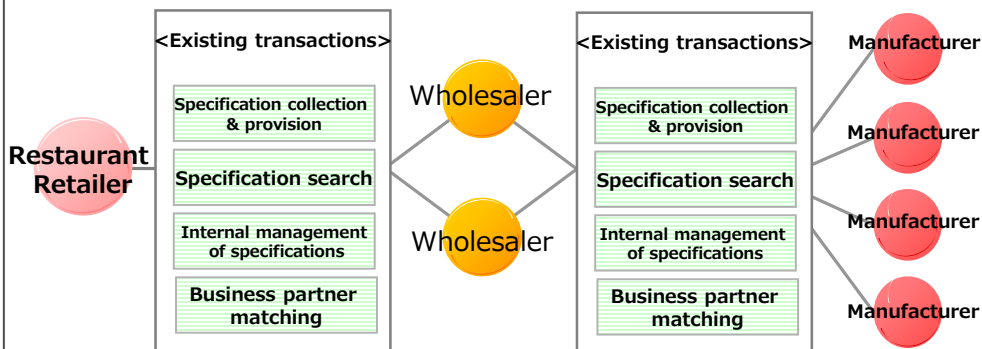 Restaurant
Retailer
<Existing transactions>
Specification collection
& provision
Specification search
Internal management
of specifications
Business partner
matching
Wholesaler
Wholesaler
<Existing transactions>
Specification collection
& provision
Specification search
Internal management
of specifications
Business partner
matching
Manufacturer
Manufacturer
Manufacturer
Manufacturer